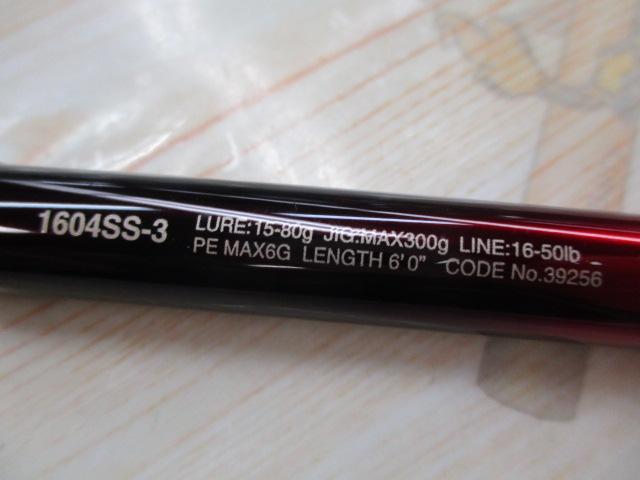 1604SS-3
LURE:15-80g JIG:MAX300g LINE:16-50lb
PE MAX6G LENGTH 6'0" CODE No.39256